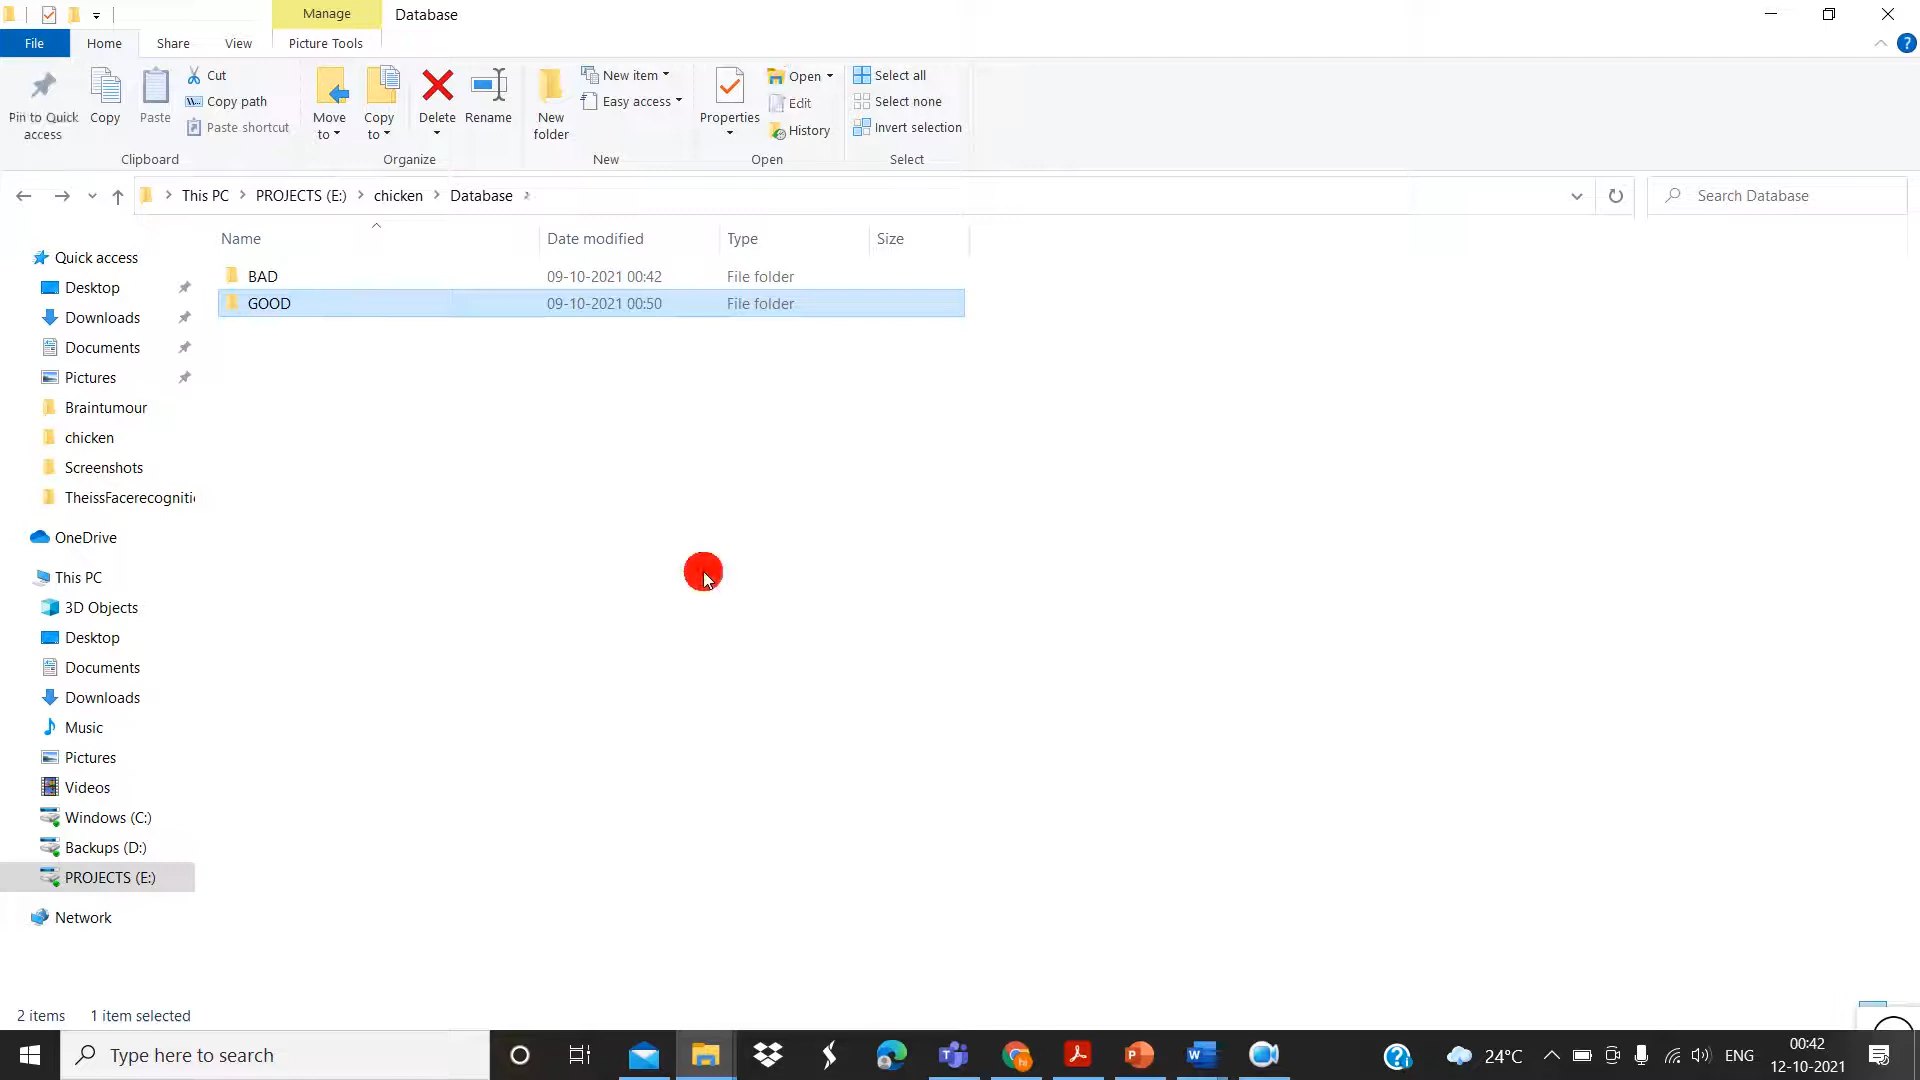 Manage
Database
File
Home
Share
View
Picture Tools
Pin to Quick
access
Copy
Paste
Cut
Copy path
Paste shortcut
Clipboard
Move
to
Copy
to
Delete
Rename
Organize
New
folder
New item
Easy access
New
Properties
Open
Edit
History
Open
Select all
Select none
Invert selection
Select
This PC
PROJECTS (E:)
chicken
Database
Search Database
Name
Date modified
Type
Size
BAD 09-10-2021 00:42 File folder
GOOD 09-10-2021 00:50 File folder
Quick access
Desktop
Downloads
Documents
Pictures
Braintumour
chicken
Screenshots
TheissFacerecogniti
OneDrive
This PC
3D Objects
Desktop
Documents
Downloads
Music
Pictures
Videos
Windows (C:)
Backups (D:)
PROJECTS (E:)
Network
2 items
1 item selected
Type here to search
24°C
ENG
00:42
12-10-2021